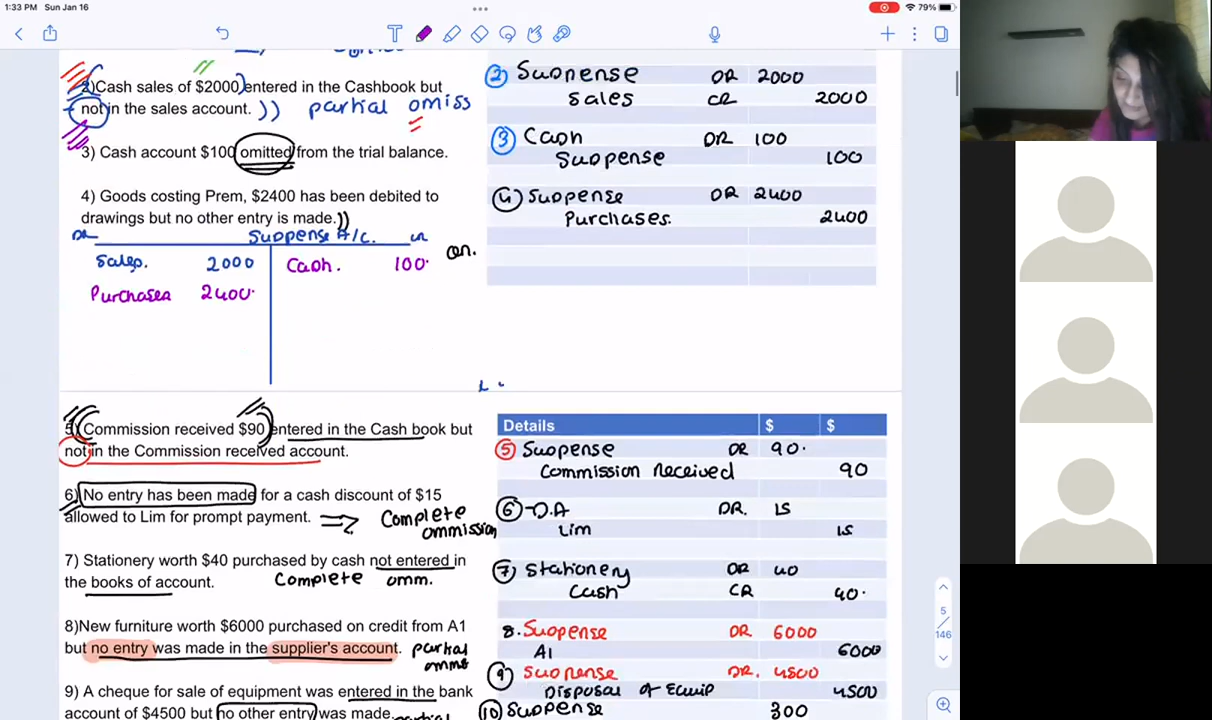 1:33 PM Sun Jan 16
79%
2)Cash sales of $2000 entered in the Cashbook but
not in the sales account. )) partial omiss
3) Cash account $100 omitted from the trial balance.
4) Goods costing Prem, $2400 has been debited to
drawings but no other entry is made.))
DR Suspense A/C. cr
Sales. 2000 Cash. 100.
Purchases 2400.
② Suspense DR 2000
Sales CR 2000
③ Cash DR 100
Suspense 100
④ Suspense DR 2400
Purchases. 2400
5) Commission received $90 entered in the Cash book but
not in the Commission received account.
6) No entry has been made for a cash discount of $15
allowed to Lim for prompt payment. Complete
ommission
7) Stationery worth $40 purchased by cash not entered in
the books of account. Complete omm.
8)New furniture worth $6000 purchased on credit from A1
but no entry was made in the supplier's account. partial
9) A cheque for sale of equipment was entered in the bank
account of $4500 but no other entry was made.
Details $ $
⑤ Suspense DR 90.
Commission Received 90
⑥ D.A DR. 15
Lim 15
⑦ Stationery DR 40
Cash CR 40.
8. Suspense DR 6000
A1 6000
⑨ Suspense DR. 4500
Disposal of Equip 4500
⑩ Suspense 300
5
146